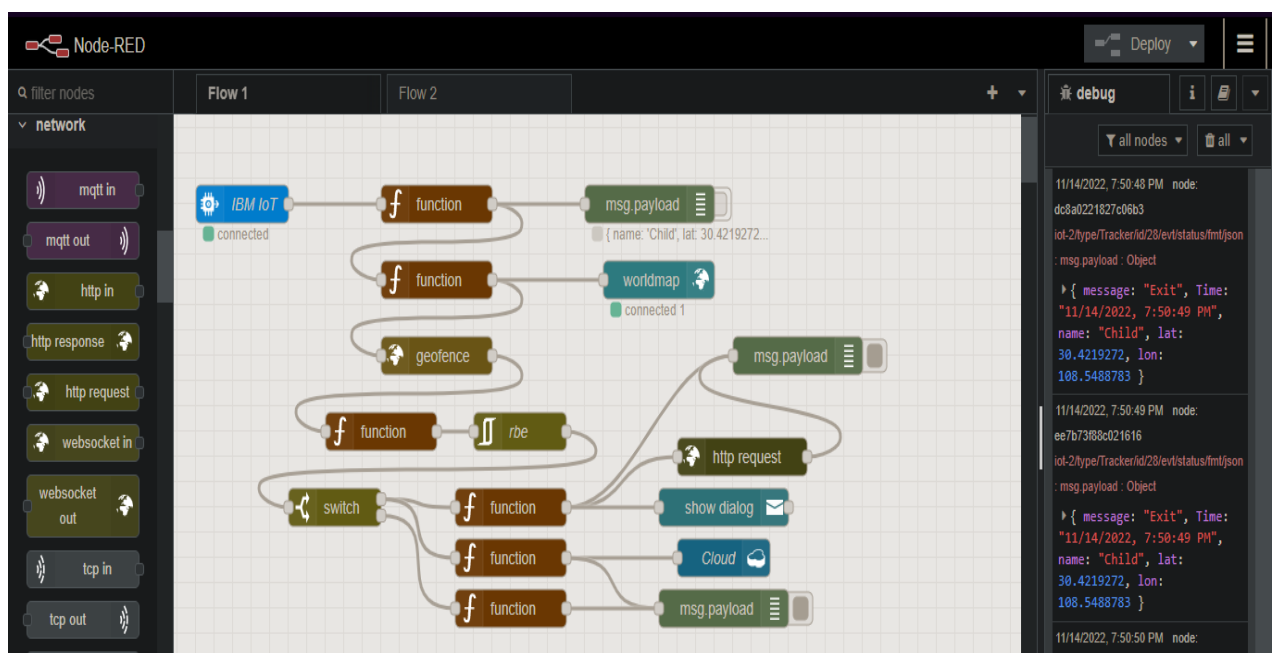 Node-RED
Deploy
filter nodes
Flow 1
Flow 2
debug
i
network
all nodes
all
mqtt in
mqtt out
http in
http response
http request
websocket in
websocket
out
tcp in
tcp out
IBM IoT
connected
f function
msg.payload
{ name: 'Child', lat: 30.4219272...
f function
worldmap
connected 1
geofence
msg.payload
f function
rbe
http request
switch
f function
show dialog
f function
Cloud
f function
msg.payload
11/14/2022, 7:50:48 PM node:
dc8a0221827c06b3
iot-2/type/Tracker/id/28/evt/status/fmt/json
: msg.payload : Object
{ message: "Exit", Time:
"11/14/2022, 7:50:49 PM",
name: "Child", lat:
30.4219272, lon:
108.5488783 }
11/14/2022, 7:50:49 PM node:
ee7b73f88c021616
iot-2/type/Tracker/id/28/evt/status/fmt/json
: msg.payload : Object
{ message: "Exit", Time:
"11/14/2022, 7:50:49 PM",
name: "Child", lat:
30.4219272, lon:
108.5488783 }
11/14/2022, 7:50:50 PM node: